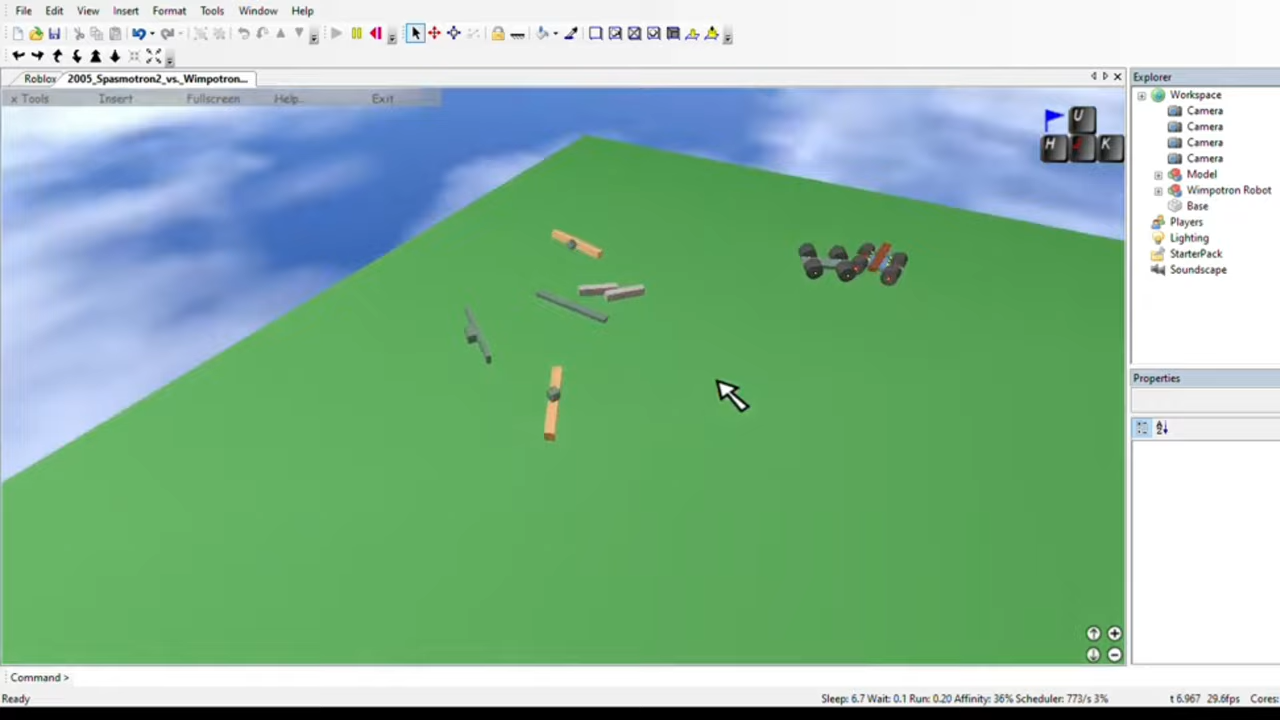 File Edit View Insert Format Tools Window Help
Roblox 2005_Spasmotron2_vs._Wimpotron...
x Tools Insert Fullscreen Help... Exit
U
H J K
Explorer
Workspace
Camera
Camera
Camera
Camera
Model
Wimpotron Robot
Base
Players
Lighting
StarterPack
Soundscape
Properties
Command >
Ready
Sleep: 6.7 Wait: 0.1 Run: 0.20 Affinity: 36% Scheduler: 773/s 3% t 6.967 29.6fps Cores: